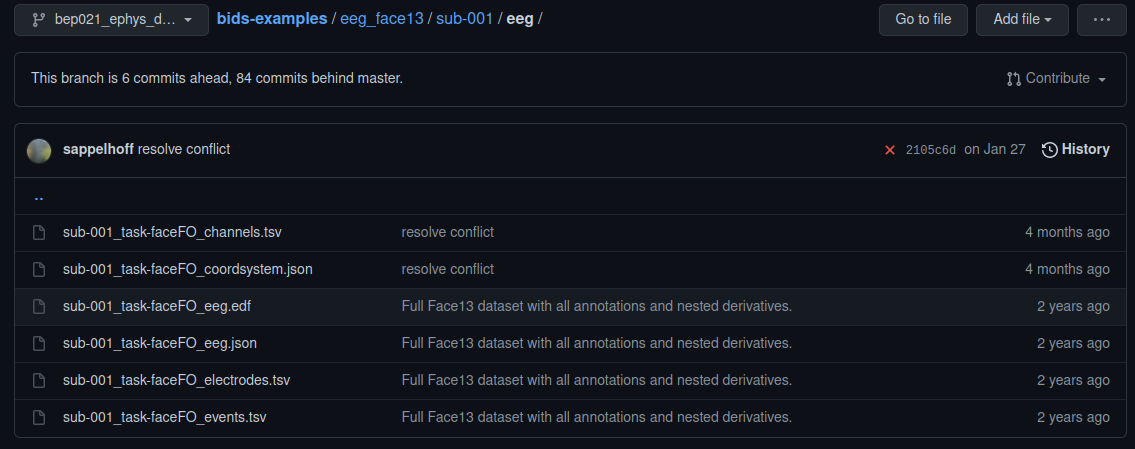 bep021_ephys_d... bids-examples / eeg_face13 / sub-001 / eeg / Go to file Add file ...
This branch is 6 commits ahead, 84 commits behind master. Contribute
sappelhoff resolve conflict 2105c6d on Jan 27 History
..
sub-001_task-faceFO_channels.tsv resolve conflict 4 months ago
sub-001_task-faceFO_coordsystem.json resolve conflict 4 months ago
sub-001_task-faceFO_eeg.edf Full Face13 dataset with all annotations and nested derivatives. 2 years ago
sub-001_task-faceFO_eeg.json Full Face13 dataset with all annotations and nested derivatives. 2 years ago
sub-001_task-faceFO_electrodes.tsv Full Face13 dataset with all annotations and nested derivatives. 2 years ago
sub-001_task-faceFO_events.tsv Full Face13 dataset with all annotations and nested derivatives. 2 years ago